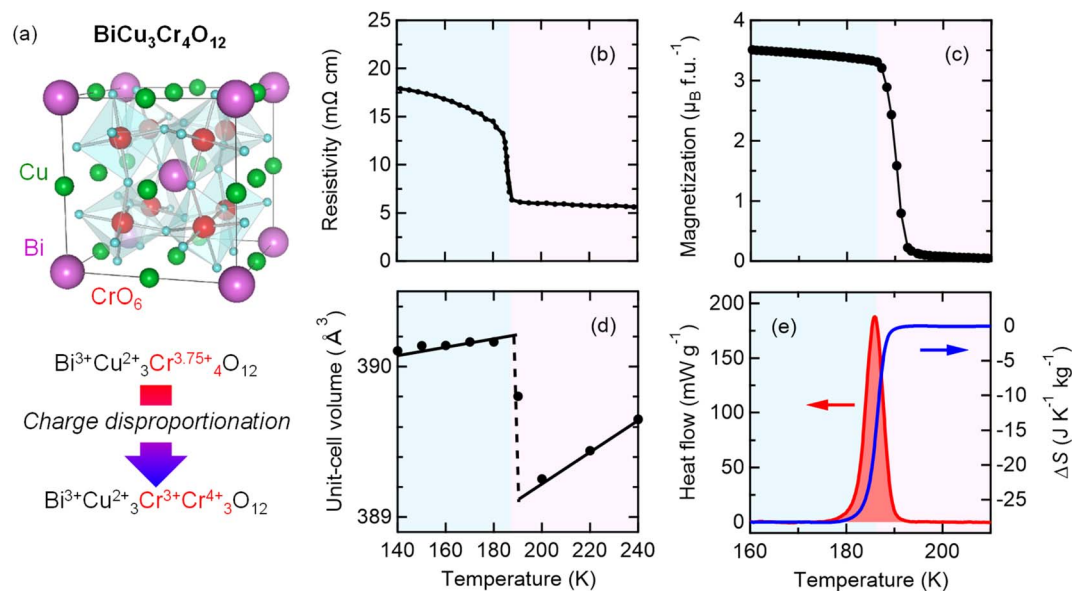 (a)
BiCu₃Cr₄O₁₂
Cu
Bi
CrO₆
Bi³⁺Cu²⁺₃Cr³·⁷⁵⁺₄O₁₂
Charge disproportionation
Bi³⁺Cu²⁺₃Cr³⁺Cr⁴⁺₃O₁₂
(b)
Resistivity (mΩ cm)
25
20
15
10
5
0
(c)
Magnetization (μB f.u.⁻¹)
4
3
2
1
0
(d)
Unit-cell volume (Å³)
390
389
140 160 180 200 220 240
Temperature (K)
(e)
Heat flow (mW g⁻¹)
200
150
100
50
0
0
-5
-10
-15
-20
-25
ΔS (J K⁻¹ kg⁻¹)
160 180 200
Temperature (K)